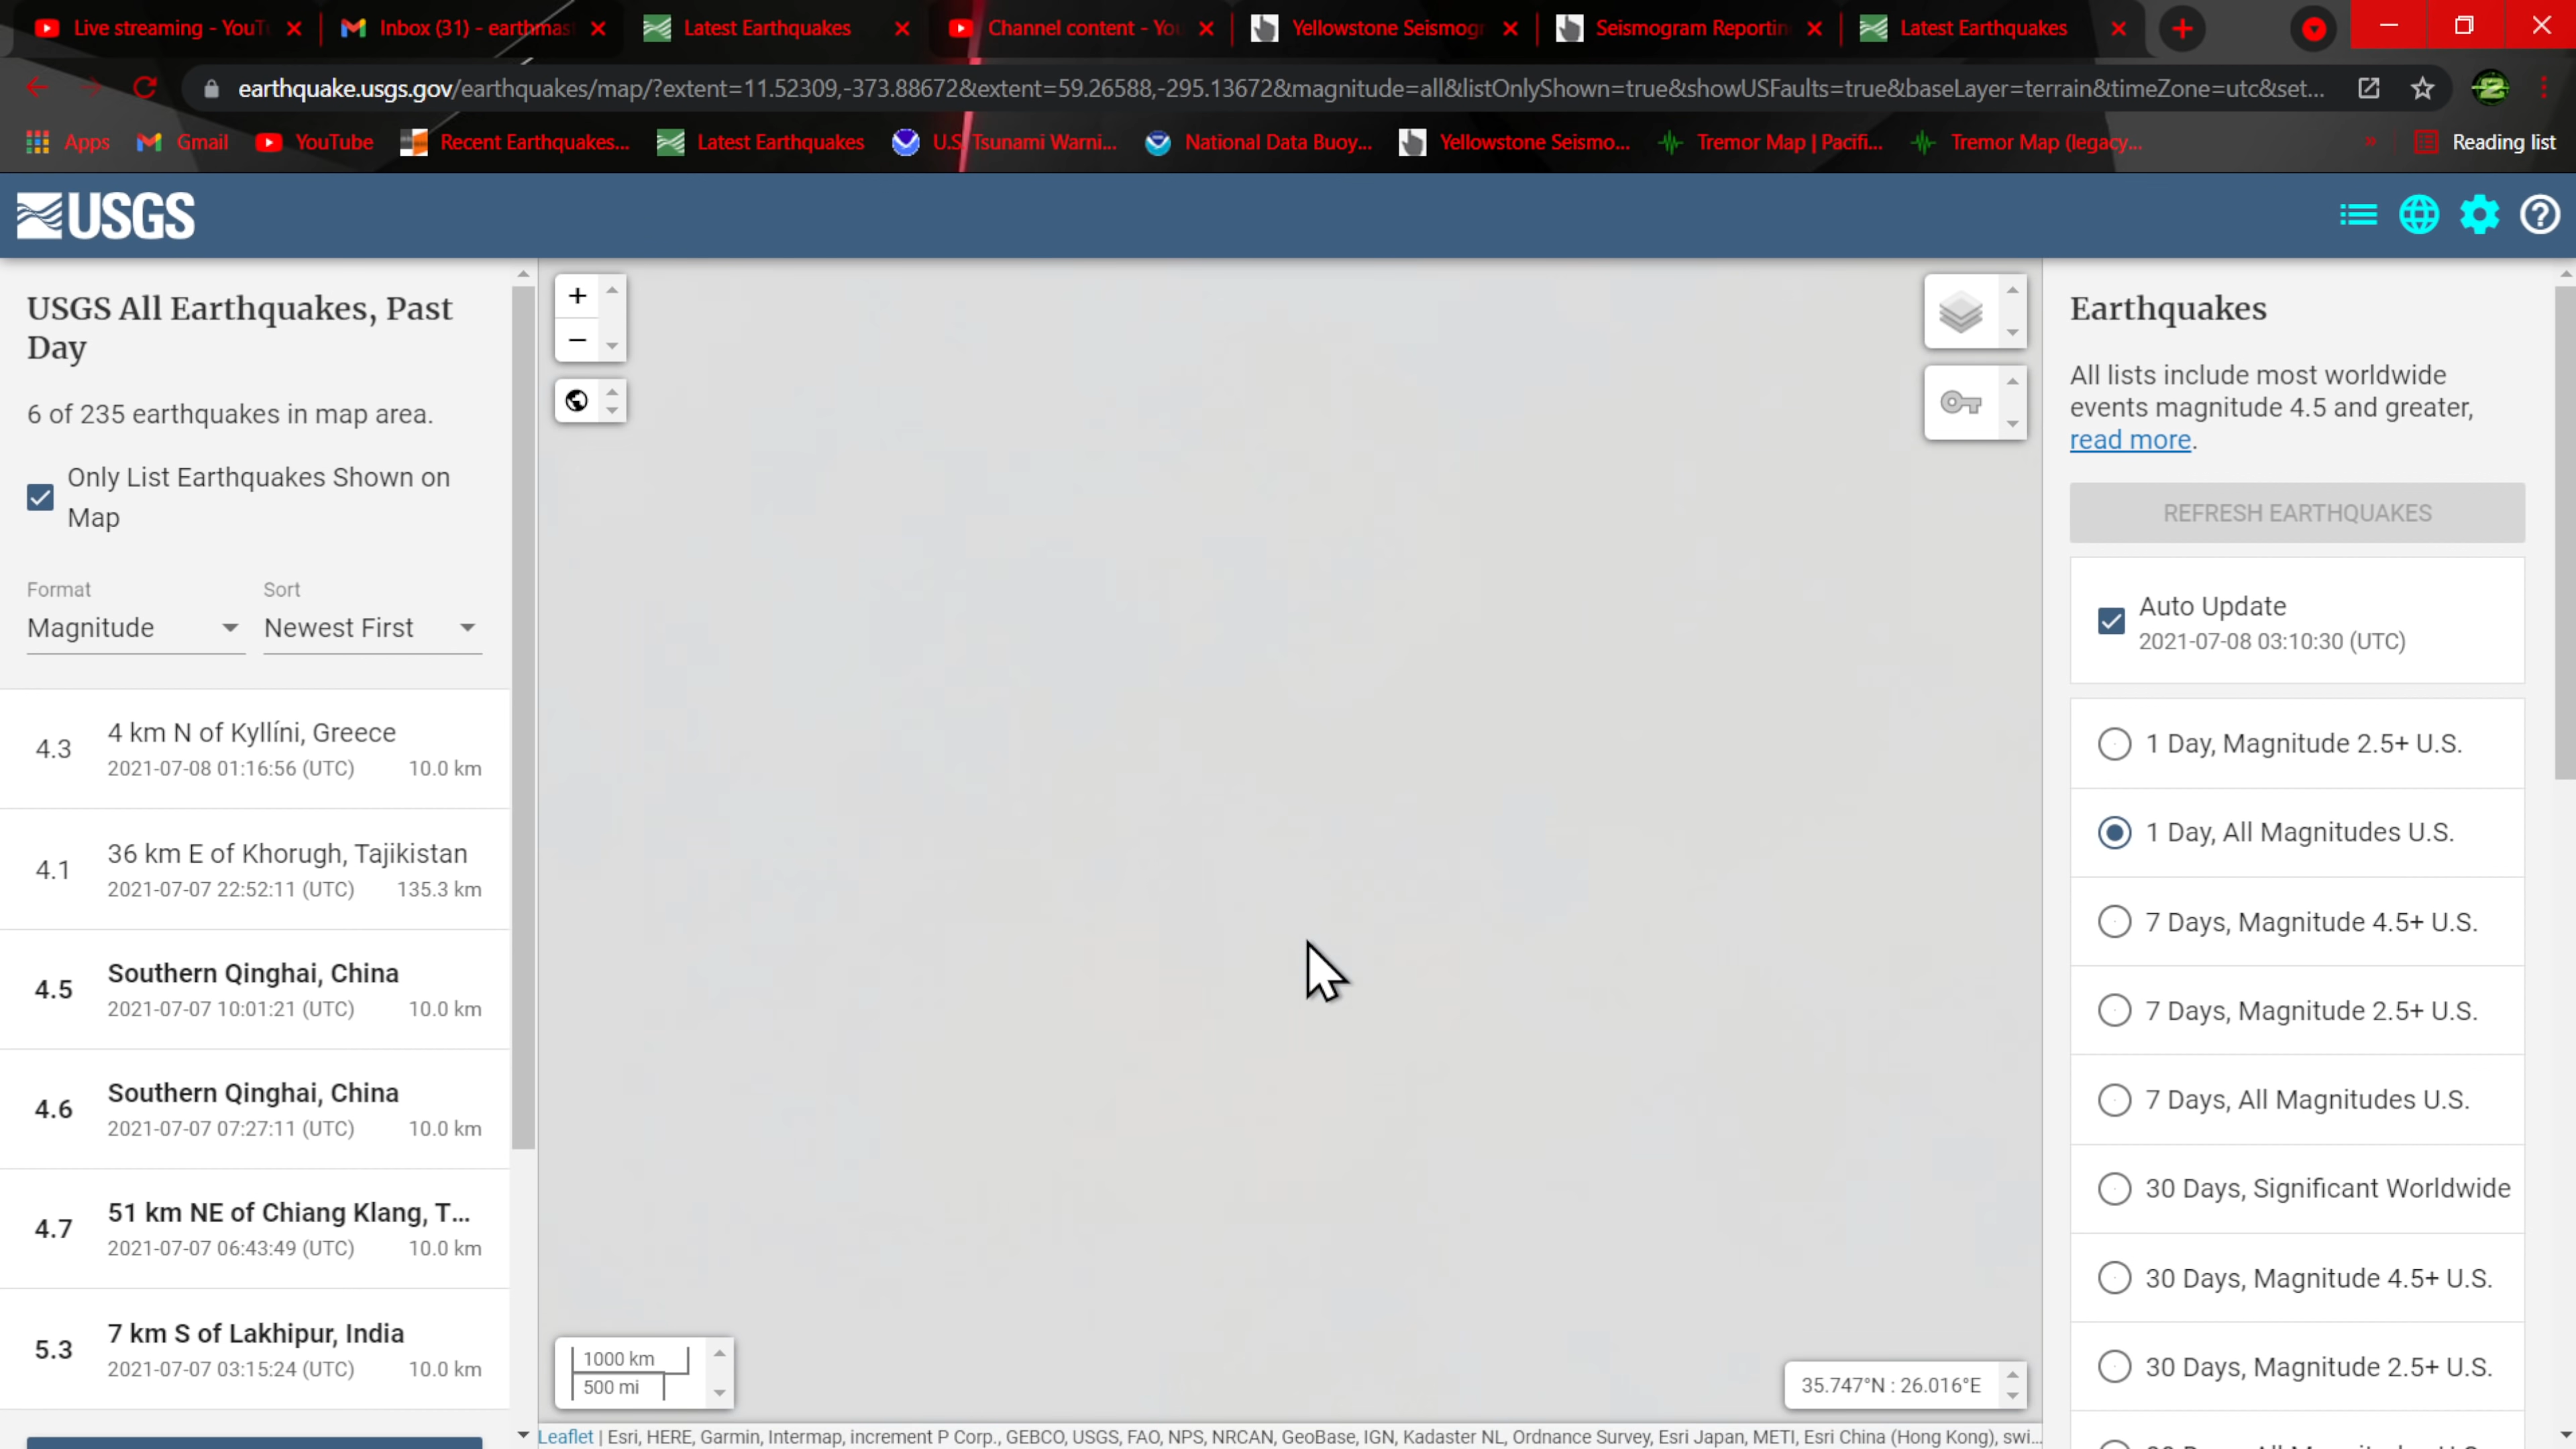 Live streaming - YouT
Inbox (31) - earthmas
Latest Earthquakes
Channel content - You
Yellowstone Seismogr
Seismogram Reportin
Latest Earthquakes
earthquake.usgs.gov/earthquakes/map/?extent=11.52309,-373.88672&extent=59.26588,-295.13672&magnitude=all&listOnlyShown=true&showUSFaults=true&baseLayer=terrain&timeZone=utc&set...
Apps
Gmail
YouTube
Recent Earthquakes...
Latest Earthquakes
U.S. Tsunami Warni...
National Data Buoy...
Yellowstone Seismo...
Tremor Map | Pacifi...
Tremor Map (legacy...
Reading list
USGS
USGS All Earthquakes, Past
Day
6 of 235 earthquakes in map area.
Only List Earthquakes Shown on
Map
Format
Sort
Magnitude
Newest First
4.3
4 km N of Kyllíni, Greece
2021-07-08 01:16:56 (UTC) 10.0 km
4.1
36 km E of Khorugh, Tajikistan
2021-07-07 22:52:11 (UTC) 135.3 km
4.5
Southern Qinghai, China
2021-07-07 10:01:21 (UTC) 10.0 km
4.6
Southern Qinghai, China
2021-07-07 07:27:11 (UTC) 10.0 km
4.7
51 km NE of Chiang Klang, T...
2021-07-07 06:43:49 (UTC) 10.0 km
5.3
7 km S of Lakhipur, India
2021-07-07 03:15:24 (UTC) 10.0 km
+
−
1000 km
500 mi
35.747°N : 26.016°E
Leaflet | Esri, HERE, Garmin, Intermap, increment P Corp., GEBCO, USGS, FAO, NPS, NRCAN, GeoBase, IGN, Kadaster NL, Ordnance Survey, Esri Japan, METI, Esri China (Hong Kong), swi...
Earthquakes
All lists include most worldwide
events magnitude 4.5 and greater,
read more.
REFRESH EARTHQUAKES
Auto Update
2021-07-08 03:10:30 (UTC)
1 Day, Magnitude 2.5+ U.S.
1 Day, All Magnitudes U.S.
7 Days, Magnitude 4.5+ U.S.
7 Days, Magnitude 2.5+ U.S.
7 Days, All Magnitudes U.S.
30 Days, Significant Worldwide
30 Days, Magnitude 4.5+ U.S.
30 Days, Magnitude 2.5+ U.S.